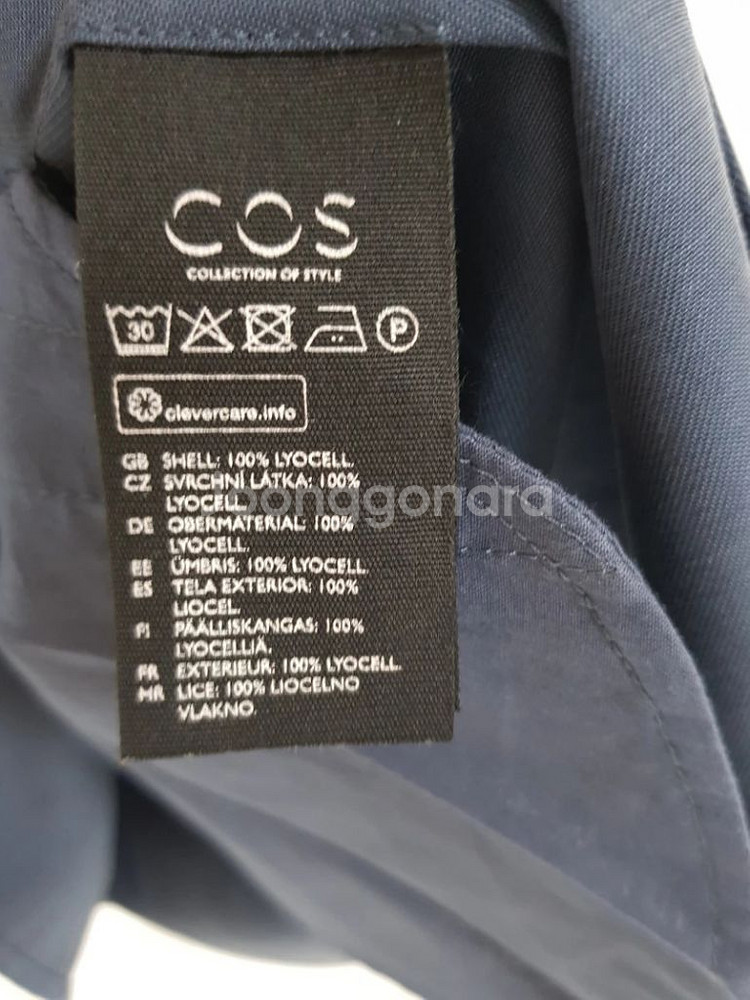 COS
COLLECTION OF STYLE
30 P
clevercare.info
GB SHELL: 100% LYOCELL.
CZ SVRCHNÍ LÁTKA: 100%
LYOCELL.
DE OBERMATERIAL: 100%
LYOCELL.
EE ÜMBRIS: 100% LYOCELL.
ES TELA EXTERIOR: 100%
LIOCEL.
FI PÄÄLLISKANGAS: 100%
LYOCELLIÄ.
FR EXTERIEUR: 100% LYOCELL.
HR LICE: 100% LIOCELNO
VLAKNO.
joonggonara